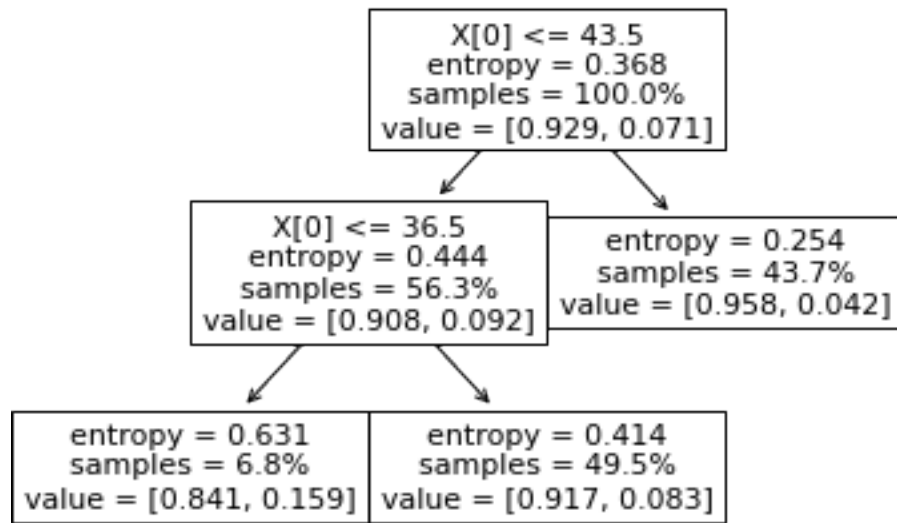 X[0] <= 43.5
entropy = 0.368
samples = 100.0%
value = [0.929, 0.071]
X[0] <= 36.5
entropy = 0.444
samples = 56.3%
value = [0.908, 0.092]
entropy = 0.254
samples = 43.7%
value = [0.958, 0.042]
entropy = 0.631
samples = 6.8%
value = [0.841, 0.159]
entropy = 0.414
samples = 49.5%
value = [0.917, 0.083]